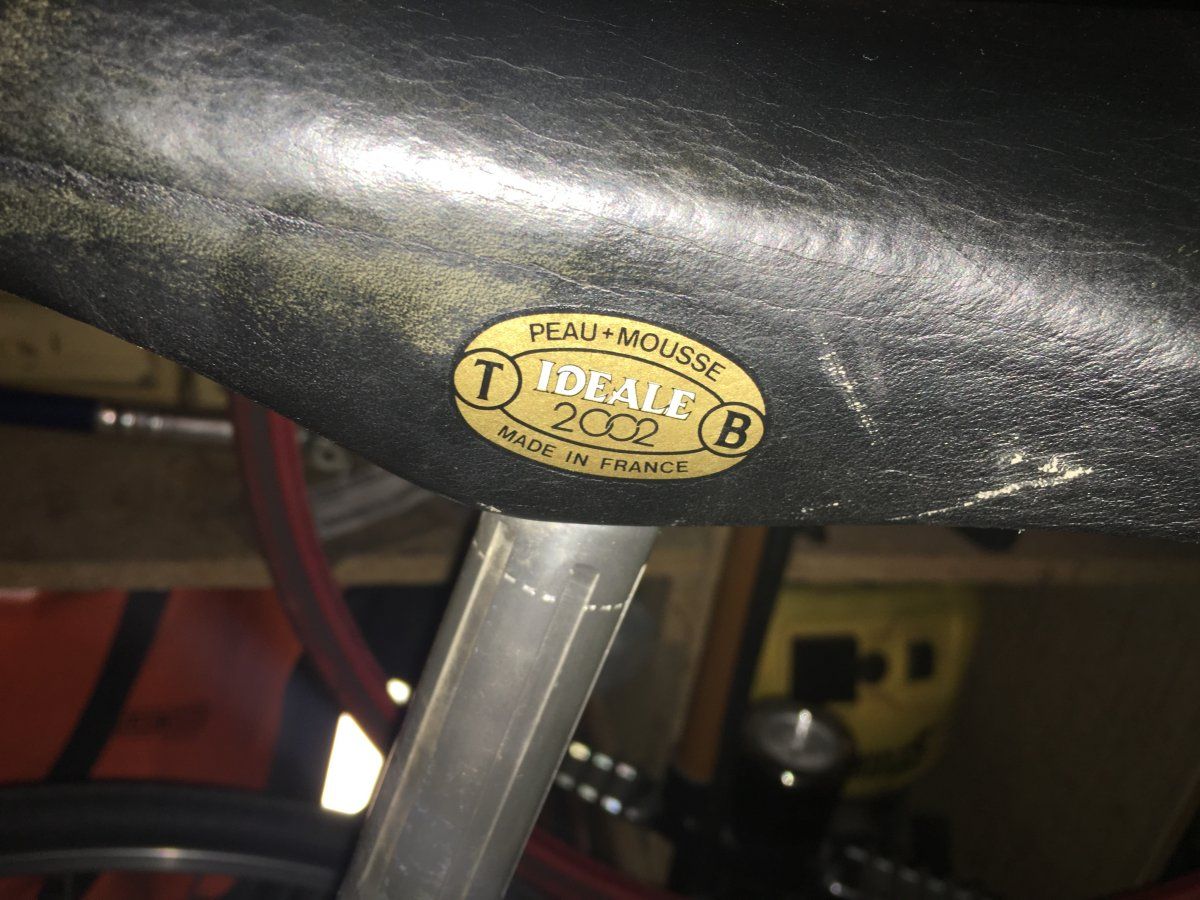 PEAU+MOUSSE
T
IDEALE
B
2002
MADE IN FRANCE